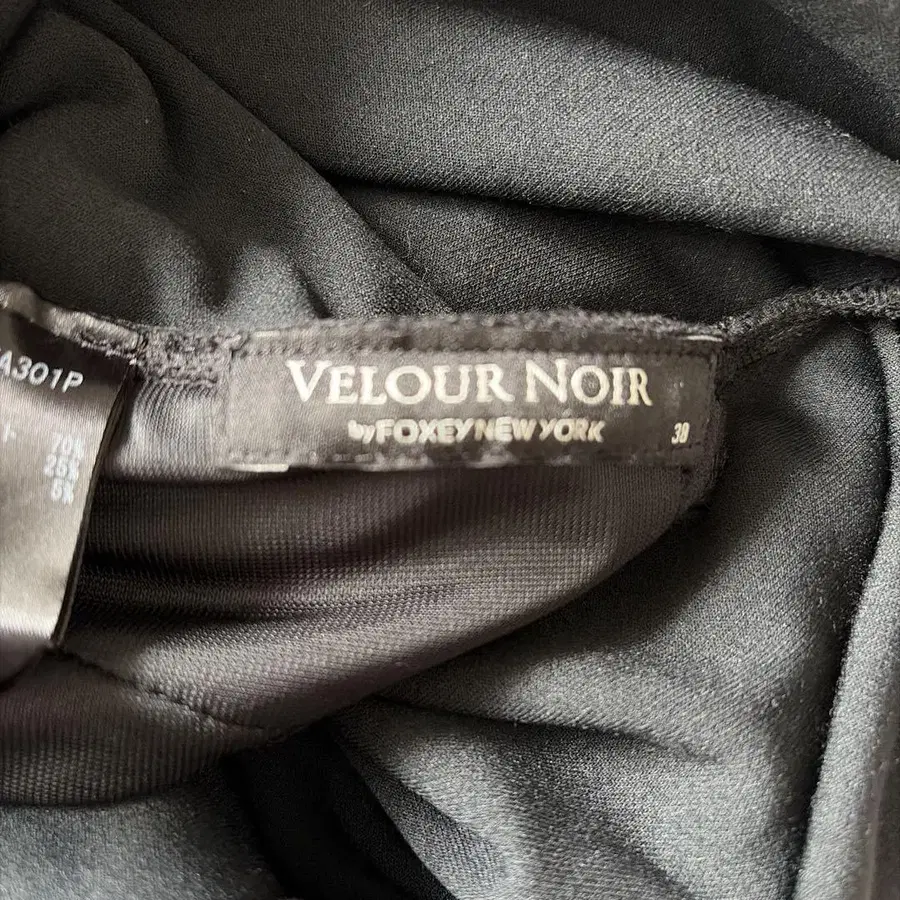 VELOUR NOIR
by FOXEY NEW YORK
38
A301P
70%
25%
5%